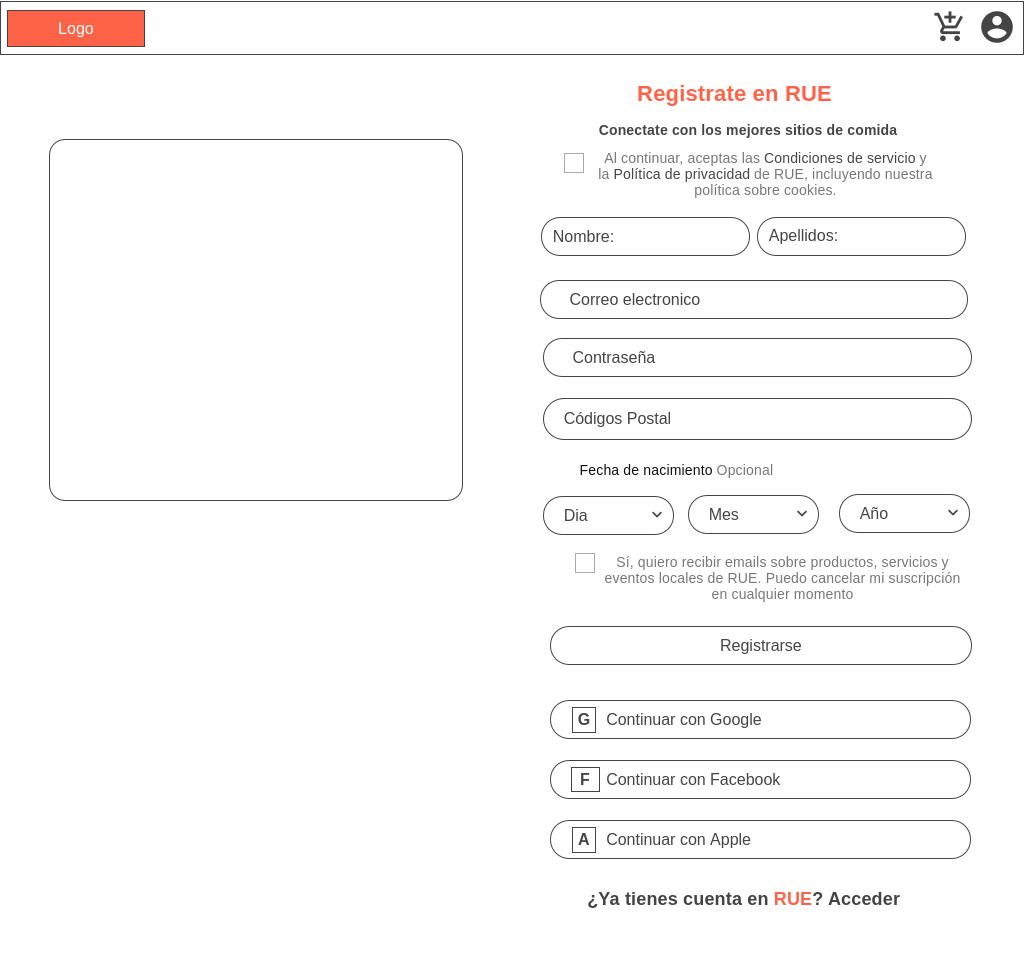 Logo
Registrate en RUE
Conectate con los mejores sitios de comida
Al continuar, aceptas las Condiciones de servicio y
la Política de privacidad de RUE, incluyendo nuestra
política sobre cookies.
Nombre: Apellidos:
Correo electronico
Contraseña
Códigos Postal
Fecha de nacimiento Opcional
Dia Mes Año
Sí, quiero recibir emails sobre productos, servicios y
eventos locales de RUE. Puedo cancelar mi suscripción
en cualquier momento
Registrarse
G Continuar con Google
F Continuar con Facebook
A Continuar con Apple
¿Ya tienes cuenta en RUE? Acceder